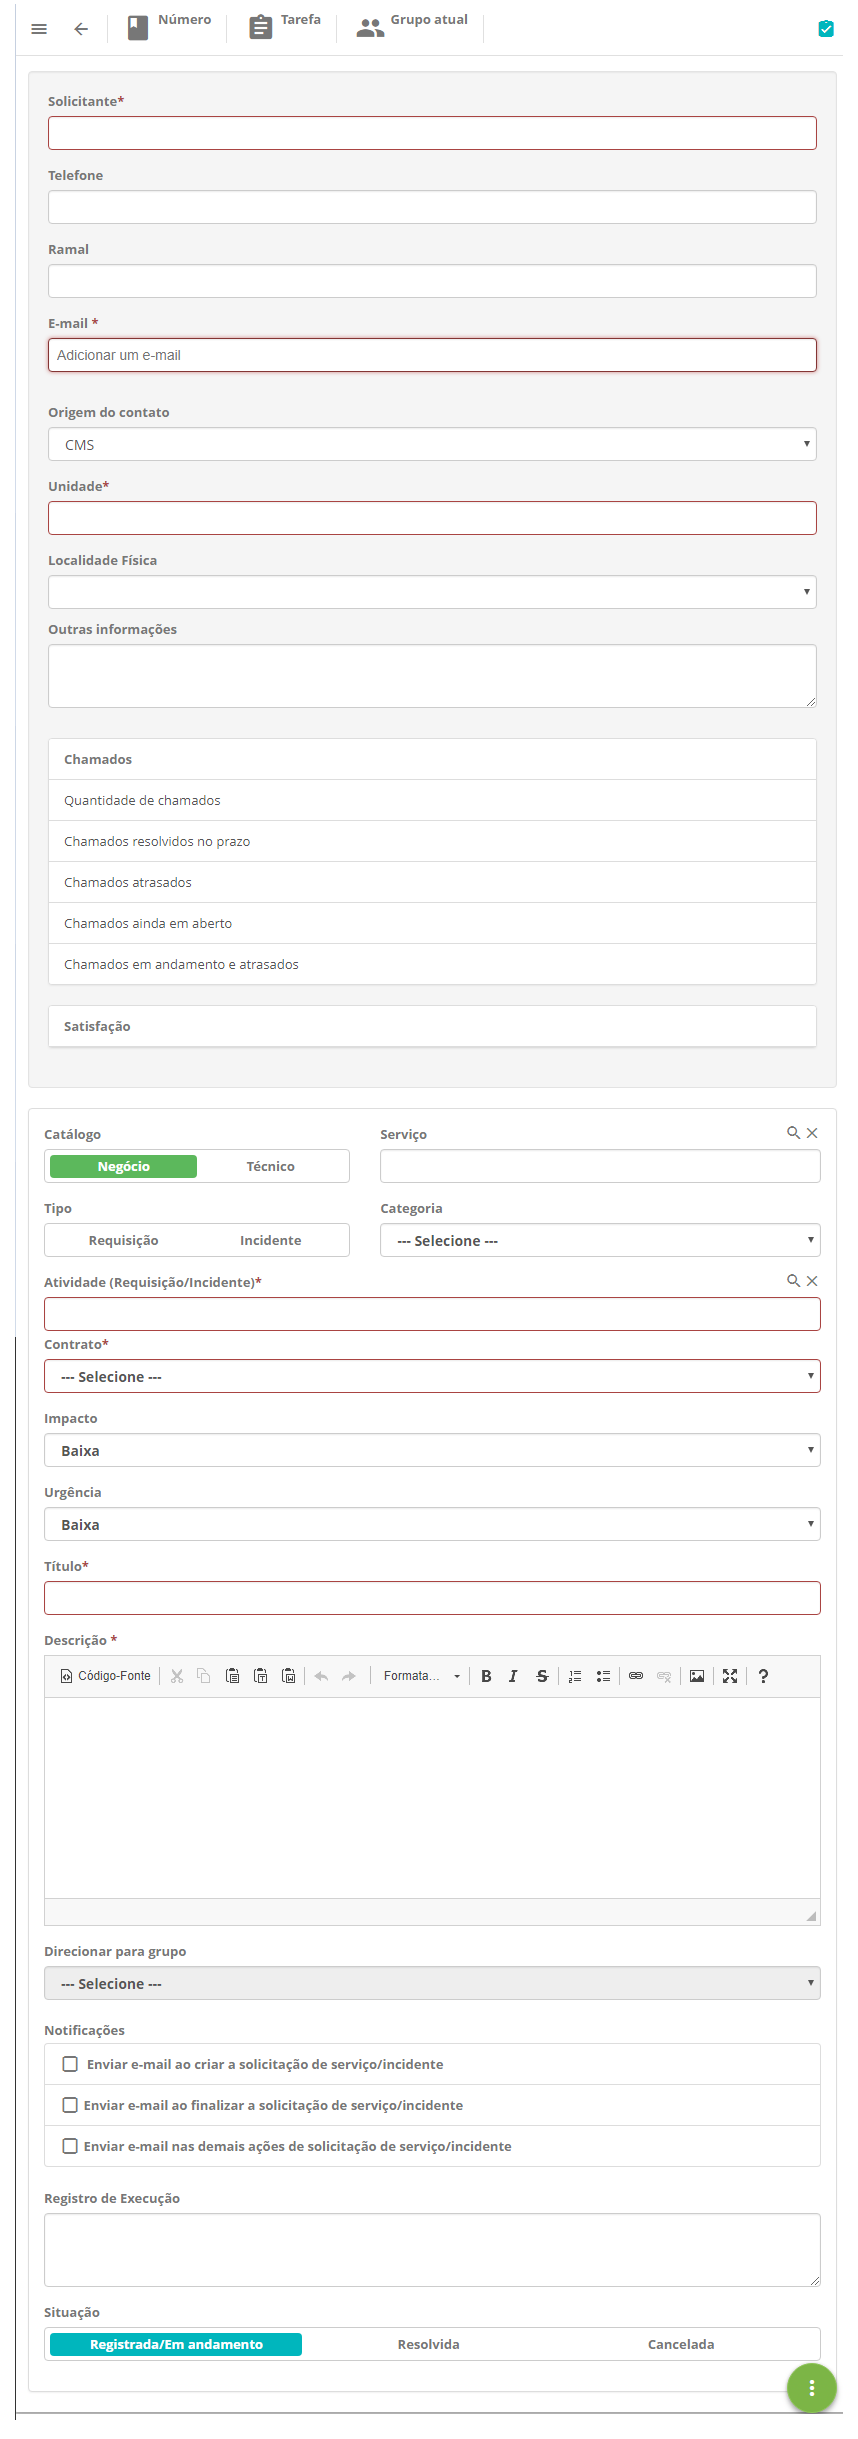 Número Tarefa Grupo atual
Solicitante*
Telefone
Ramal
E-mail *
Adicionar um e-mail
Origem do contato
CMS
Unidade*
Localidade Física
Outras informações
Chamados
Quantidade de chamados
Chamados resolvidos no prazo
Chamados atrasados
Chamados ainda em aberto
Chamados em andamento e atrasados
Satisfação
Catálogo Serviço
Negócio Técnico
Tipo Categoria
Requisição Incidente --- Selecione ---
Atividade (Requisição/Incidente)*
Contrato*
--- Selecione ---
Impacto
Baixa
Urgência
Baixa
Título*
Descrição *
Código-Fonte Formata... B I S ?
Direcionar para grupo
--- Selecione ---
Notificações
Enviar e-mail ao criar a solicitação de serviço/incidente
Enviar e-mail ao finalizar a solicitação de serviço/incidente
Enviar e-mail nas demais ações de solicitação de serviço/incidente
Registro de Execução
Situação
Registrada/Em andamento Resolvida Cancelada